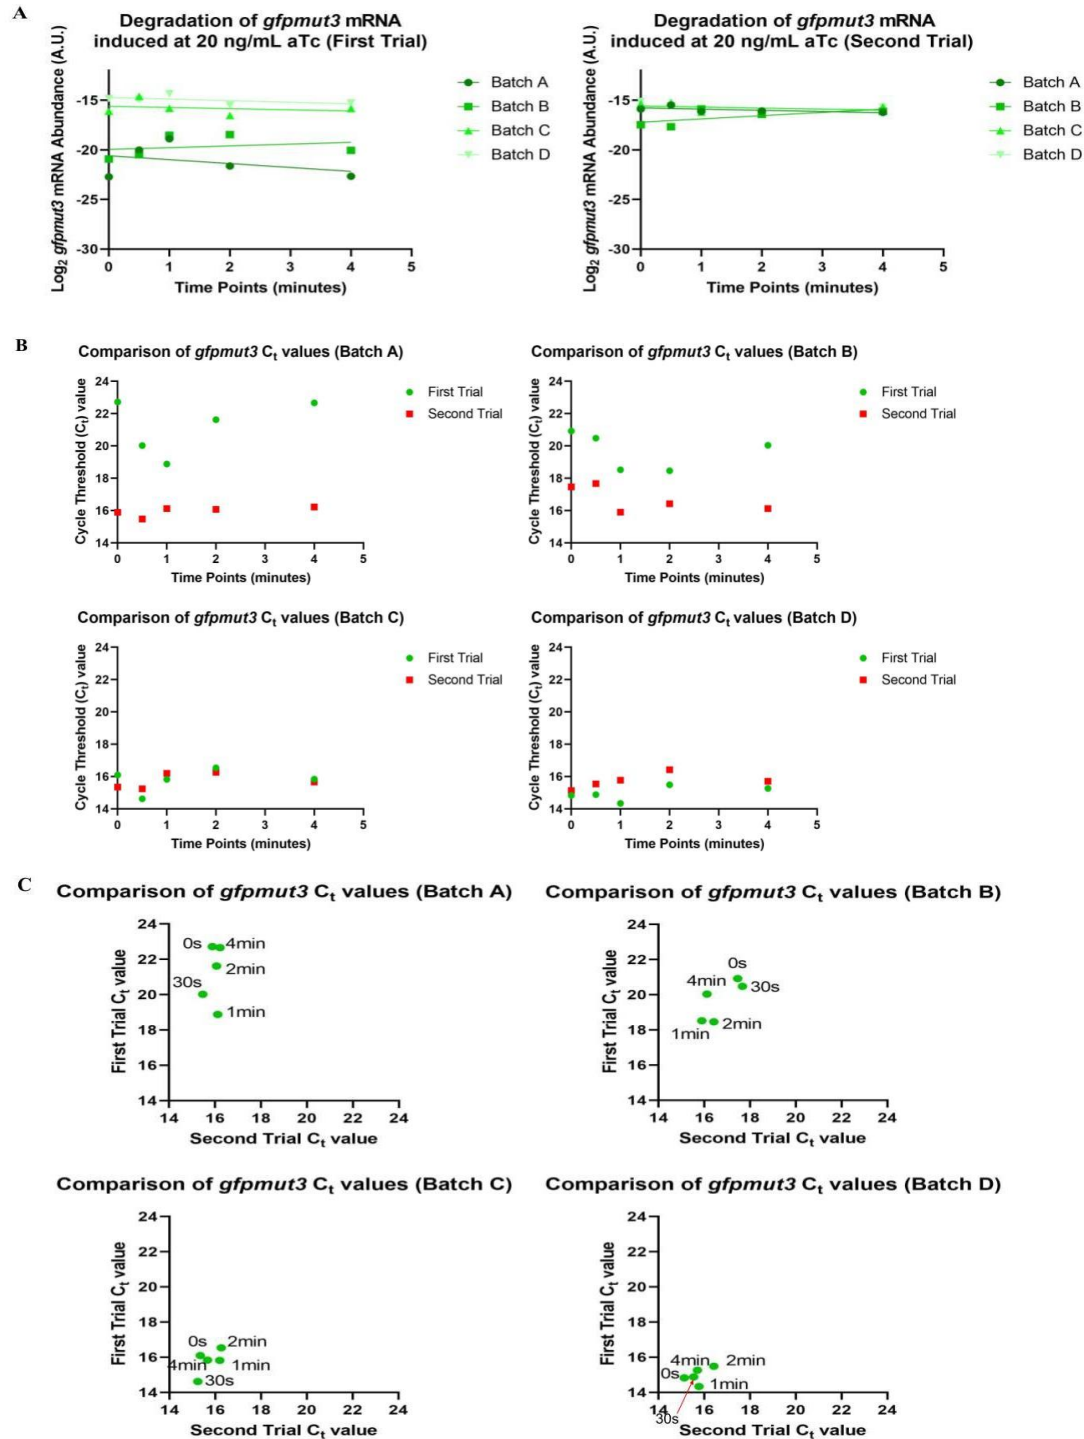 A
Degradation of gfpmut3 mRNA
induced at 20 ng/mL aTc (First Trial)
Log2 gfpmut3 mRNA Abundance (A.U.)
-15
-20
-25
-30
0 1 2 3 4 5
Time Points (minutes)
Batch A
Batch B
Batch C
Batch D
Degradation of gfpmut3 mRNA
induced at 20 ng/mL aTc (Second Trial)
Log2 gfpmut3 mRNA Abundance (A.U.)
-15
-20
-25
-30
0 1 2 3 4 5
Time Points (minutes)
Batch A
Batch B
Batch C
Batch D
B
Comparison of gfpmut3 Ct values (Batch A)
Cycle Threshold (Ct) value
24
22
20
18
16
14
0 1 2 3 4 5
Time Points (minutes)
First Trial
Second Trial
Comparison of gfpmut3 Ct values (Batch B)
Cycle Threshold (Ct) value
24
22
20
18
16
14
0 1 2 3 4 5
Time Points (minutes)
First Trial
Second Trial
Comparison of gfpmut3 Ct values (Batch C)
Cycle Threshold (Ct) value
24
22
20
18
16
14
0 1 2 3 4 5
Time Points (minutes)
First Trial
Second Trial
Comparison of gfpmut3 Ct values (Batch D)
Cycle Threshold (Ct) value
24
22
20
18
16
14
0 1 2 3 4 5
Time Points (minutes)
First Trial
Second Trial
C
Comparison of gfpmut3 Ct values (Batch A)
First Trial Ct value
24
22
20
18
16
14
0s 4min
2min
30s
1min
14 16 18 20 22 24
Second Trial Ct value
Comparison of gfpmut3 Ct values (Batch B)
First Trial Ct value
24
22
20
18
16
14
0s
4min 30s
1min 2min
14 16 18 20 22 24
Second Trial Ct value
Comparison of gfpmut3 Ct values (Batch C)
First Trial Ct value
24
22
20
18
16
14
0s 2min
4min 1min
30s
14 16 18 20 22 24
Second Trial Ct value
Comparison of gfpmut3 Ct values (Batch D)
First Trial Ct value
24
22
20
18
16
14
4min 2min
0s
1min
30s
14 16 18 20 22 24
Second Trial Ct value